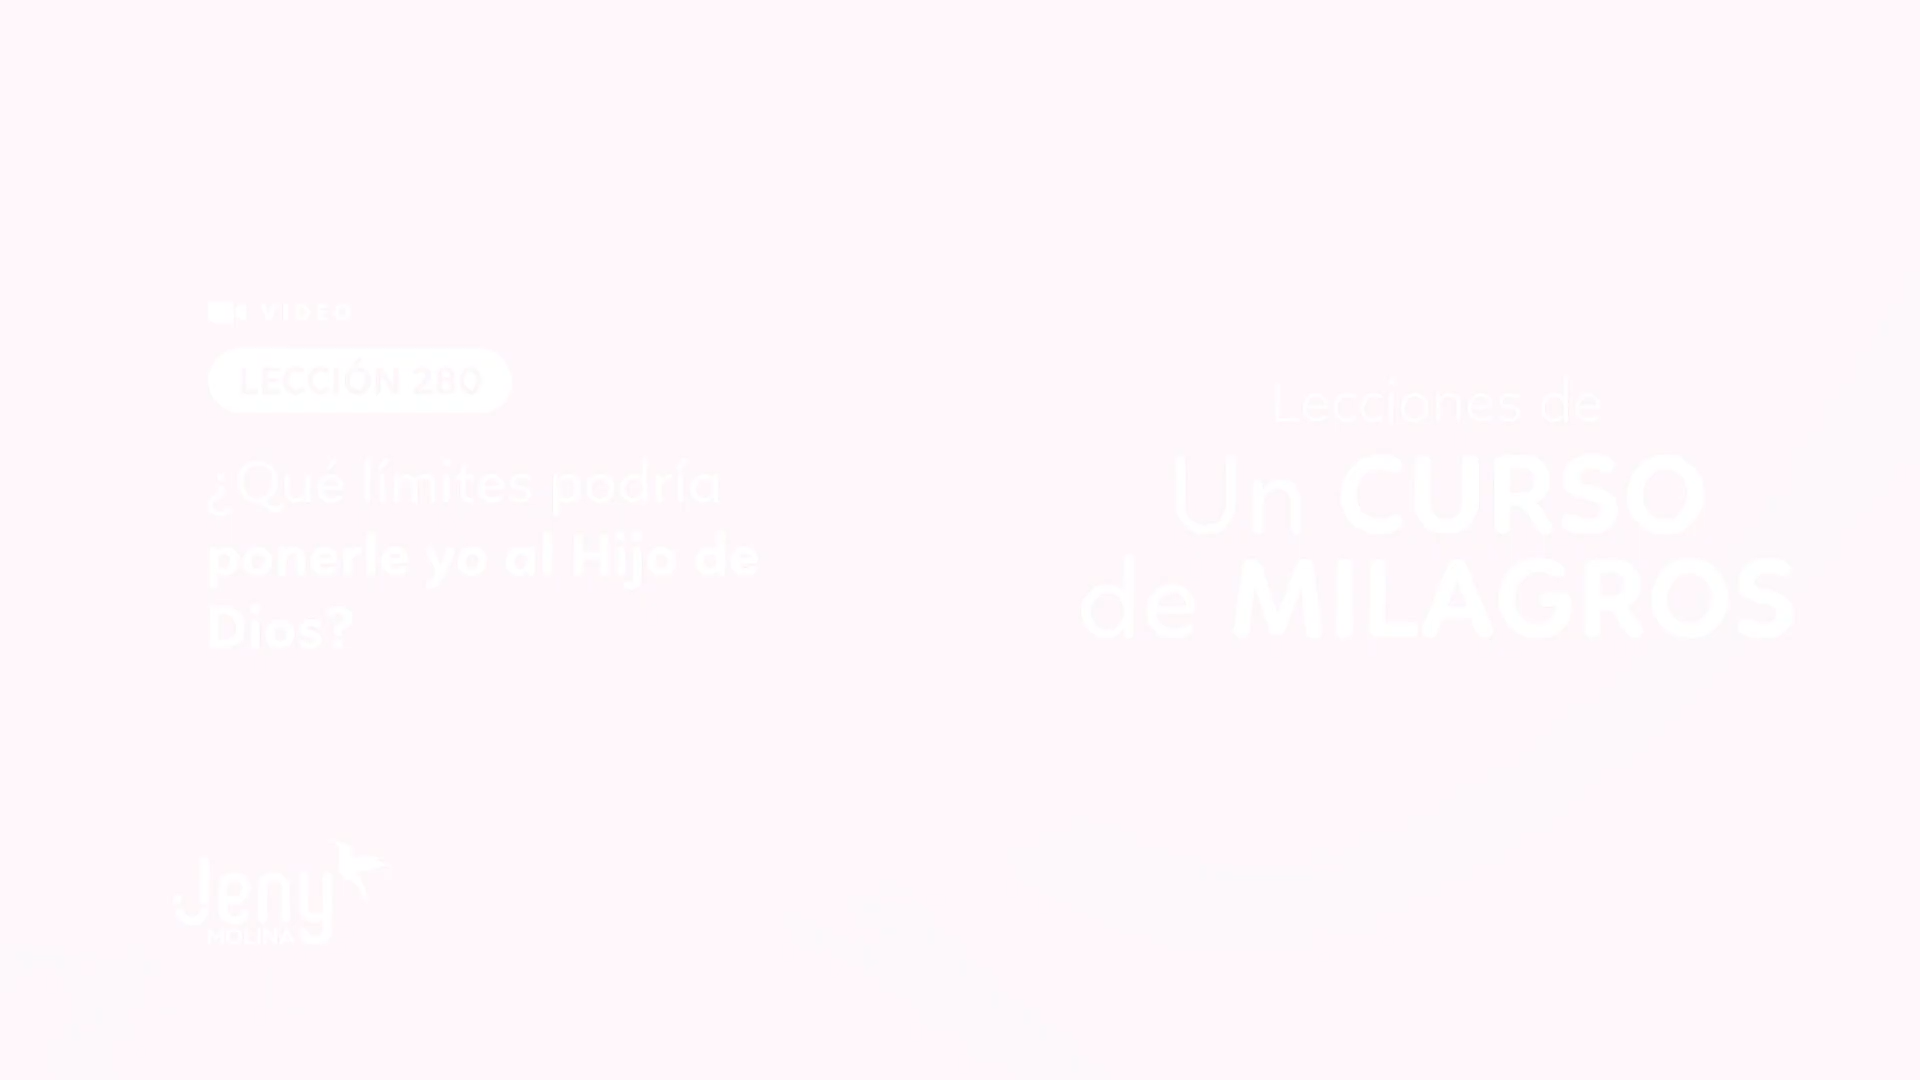 VIDEO
LECCIÓN 280
¿Qué límites podría
ponerle yo al Hijo de
Dios?
Lecciones de
Un CURSO
de MILAGROS
Jeny
MOLINA